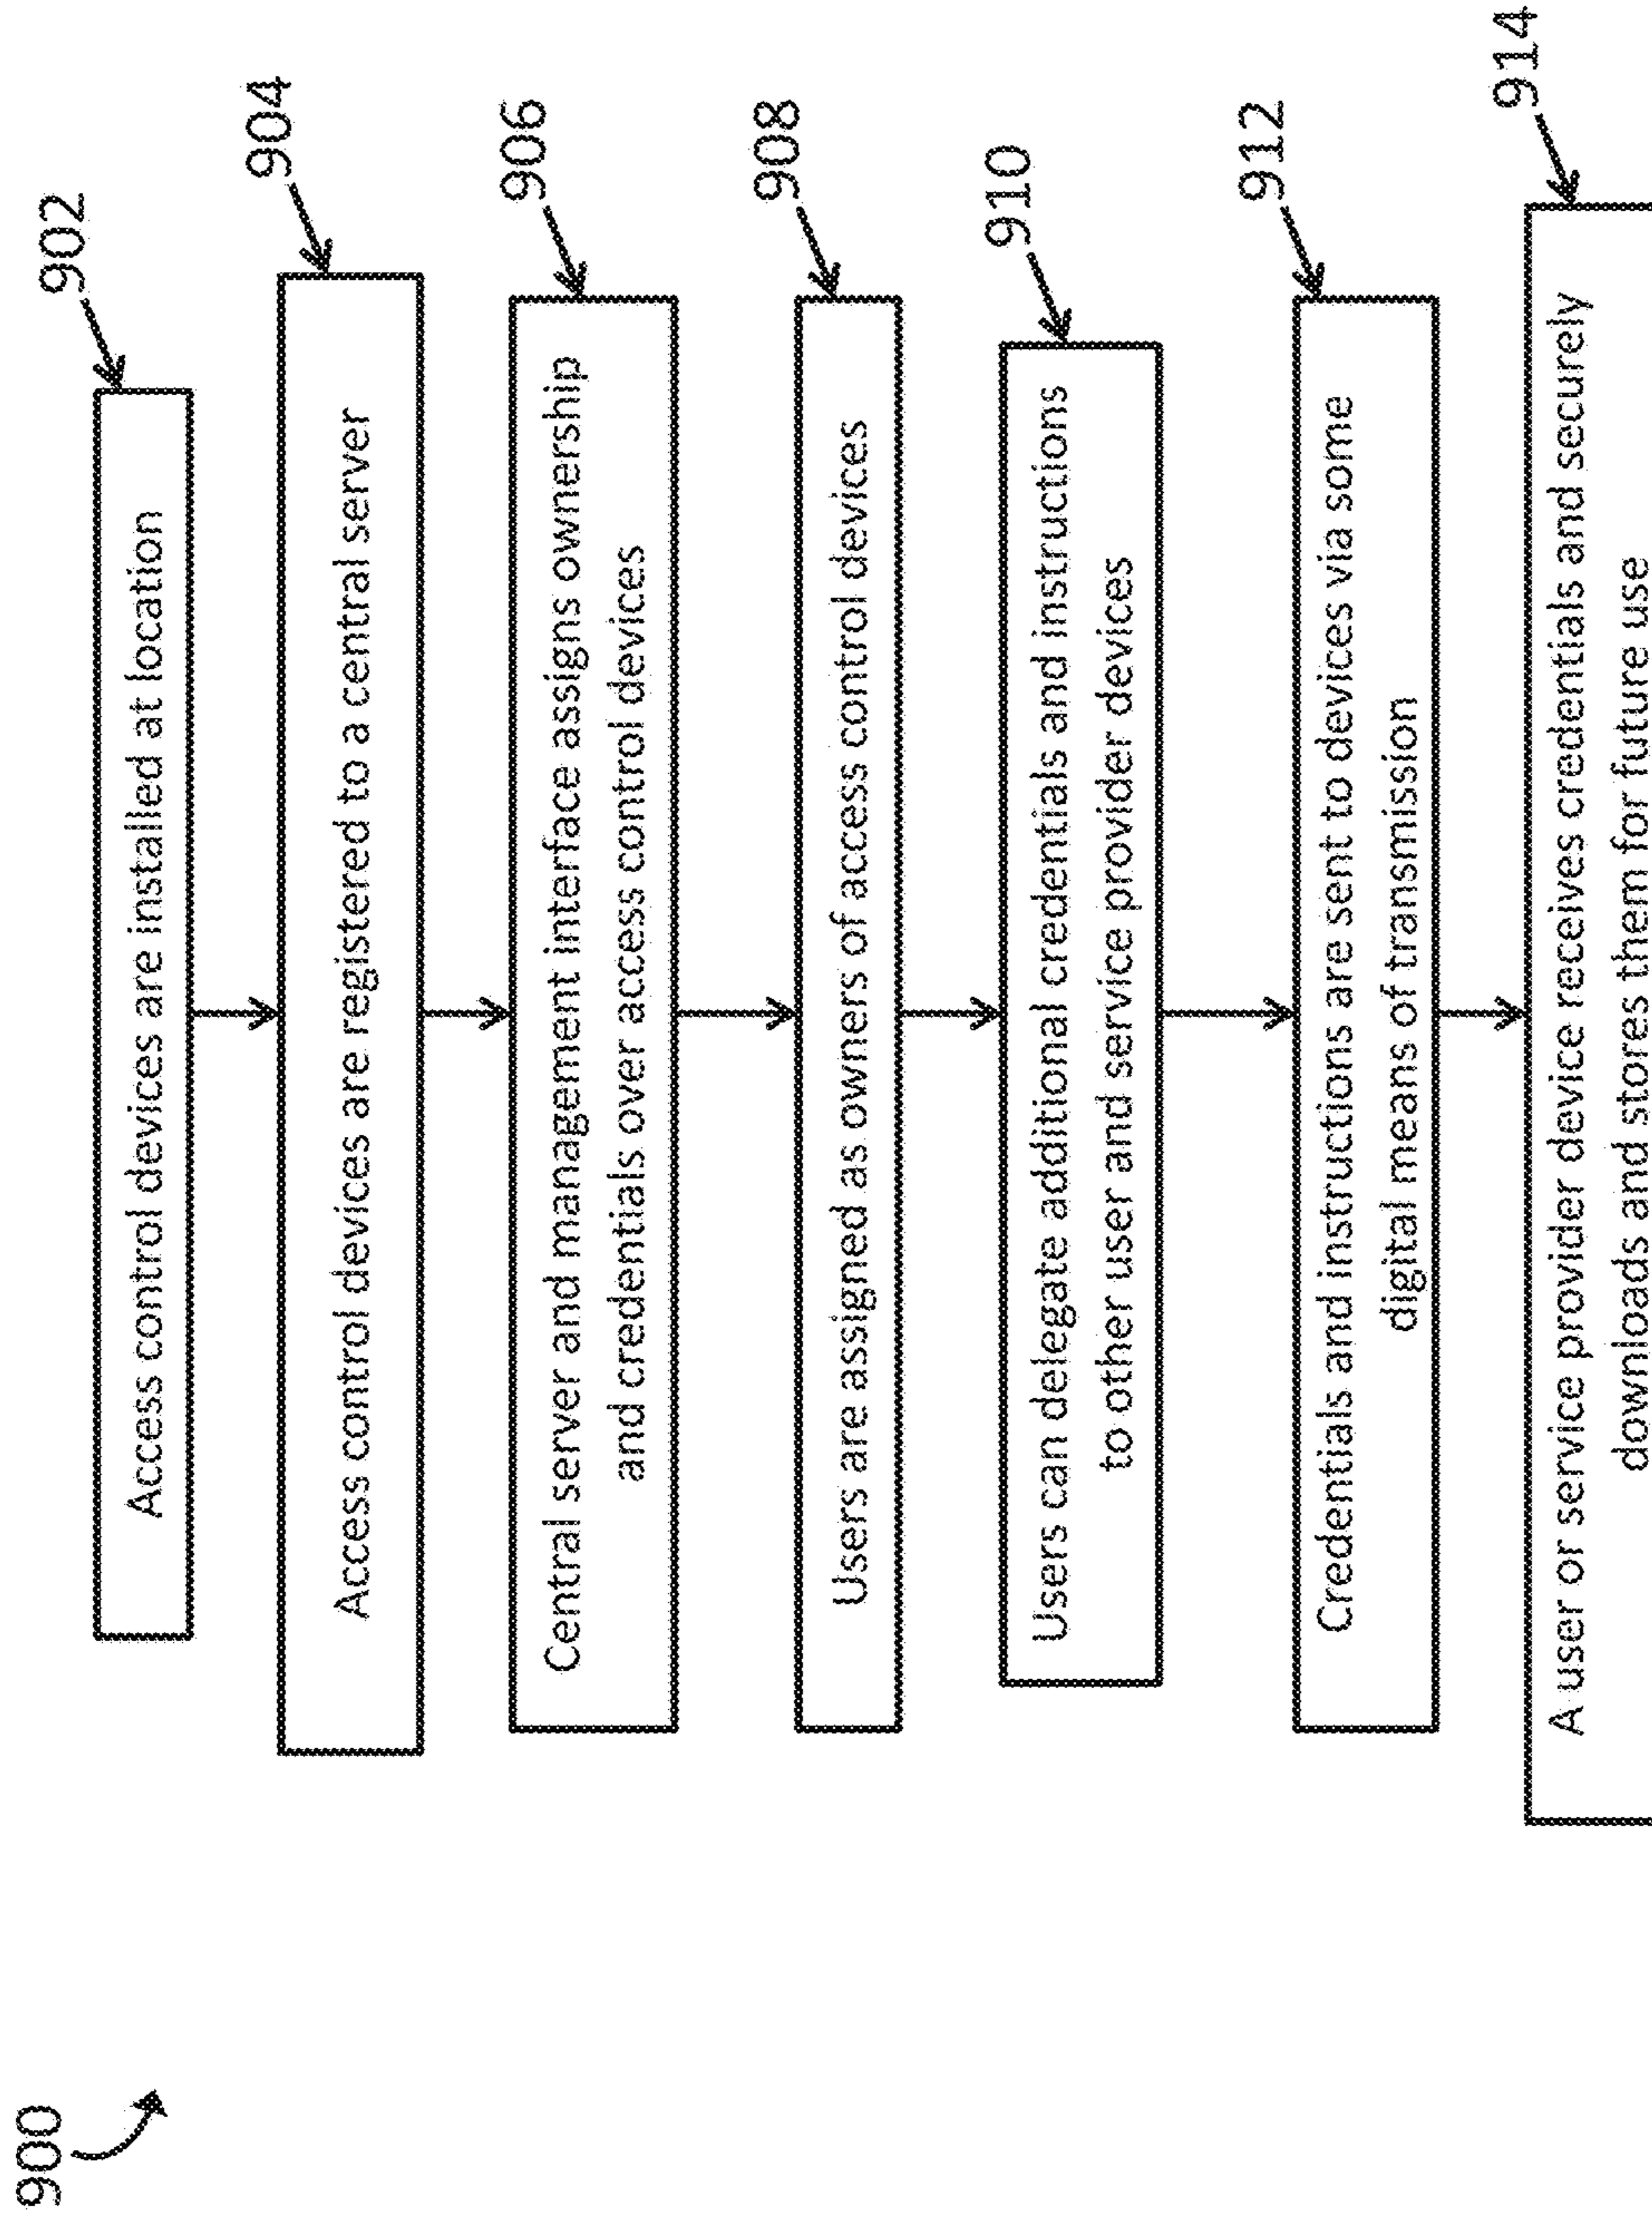 900
902
Access control devices are installed at location
904
Access control devices are registered to a central server
906
Central server and management interface assigns ownership
and credentials over access control devices
908
Users are assigned as owners of access control devices
910
Users can delegate additional credentials and instructions
to other user and service provider devices
912
Credentials and instructions are sent to devices via some
digital means of transmission
914
A user or service provider device receives credentials and securely
downloads and stores them for future use